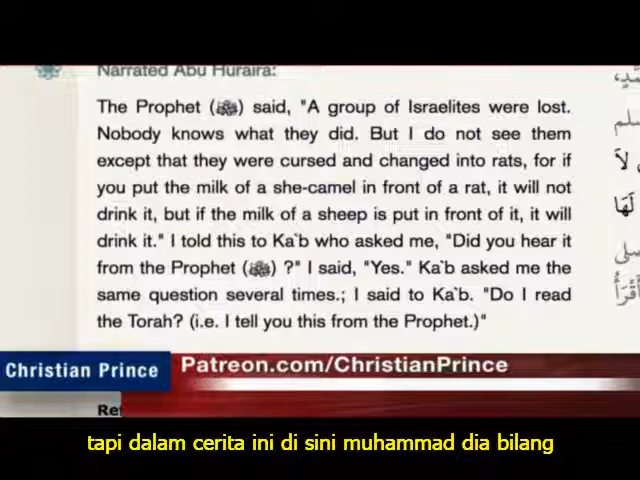 Narrated Abu Huraira:
The Prophet (ﷺ) said, "A group of Israelites were lost.
Nobody knows what they did. But I do not see them
except that they were cursed and changed into rats, for if
you put the milk of a she-camel in front of a rat, it will not
drink it, but if the milk of a sheep is put in front of it, it will
drink it." I told this to Ka`b who asked me, "Did you hear it
from the Prophet (ﷺ) ?" I said, "Yes." Ka`b asked me the
same question several times.; I said to Ka`b. "Do I read
the Torah? (i.e. I tell you this from the Prophet.)"
Christian Prince
Patreon.com/ChristianPrince
tapi dalam cerita ini di sini muhammad dia bilang